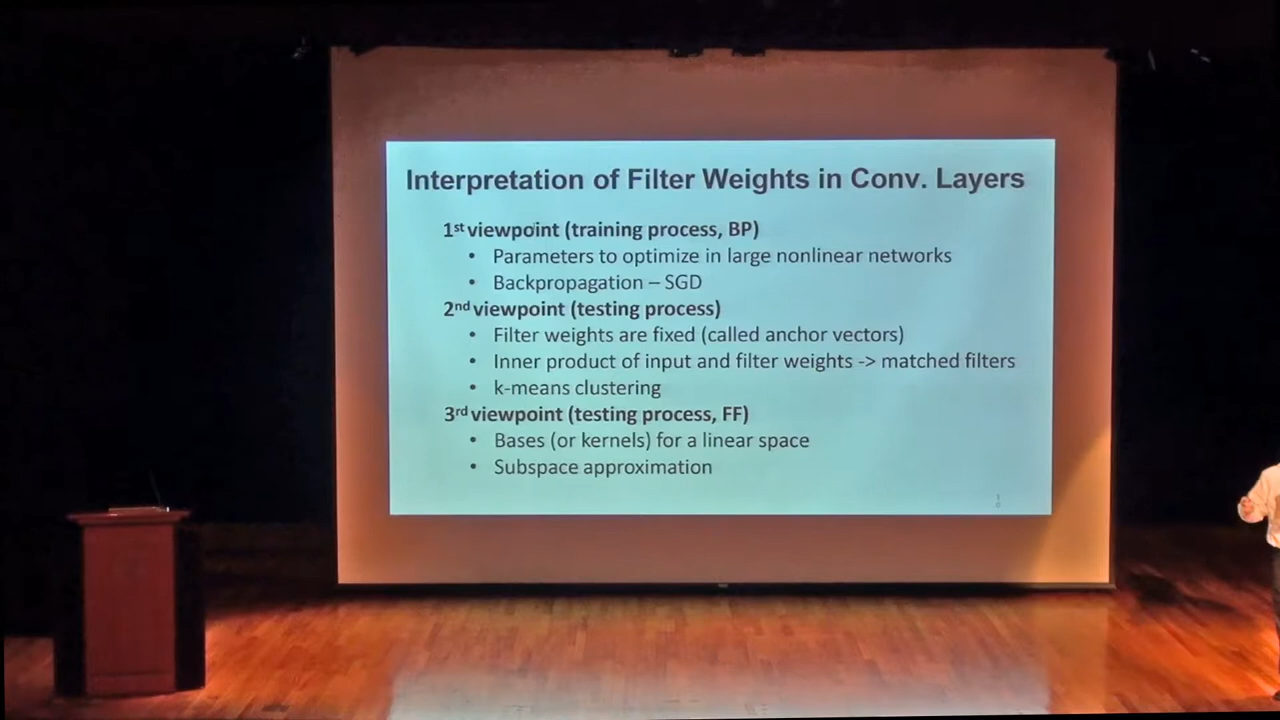 Interpretation of Filter Weights in Conv. Layers
1st viewpoint (training process, BP)
• Parameters to optimize in large nonlinear networks
• Backpropagation – SGD
2nd viewpoint (testing process)
• Filter weights are fixed (called anchor vectors)
• Inner product of input and filter weights -> matched filters
• k-means clustering
3rd viewpoint (testing process, FF)
• Bases (or kernels) for a linear space
• Subspace approximation